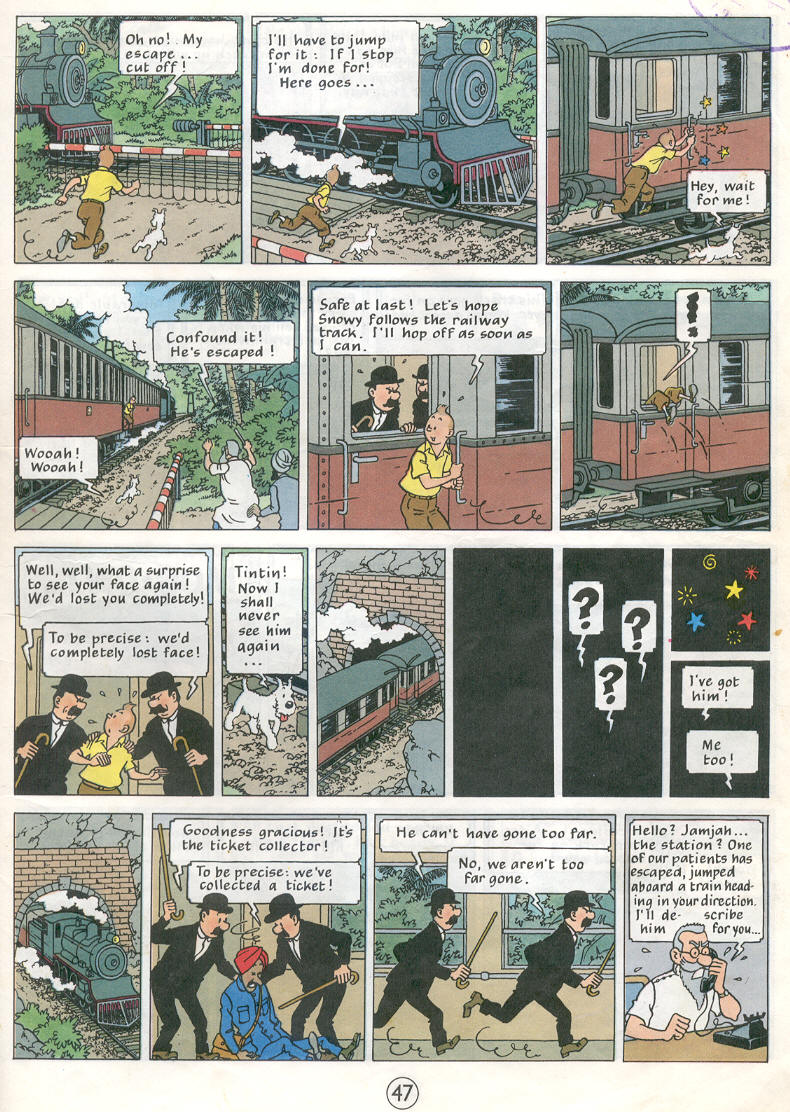 Oh no! My
escape...
cut off!
I'll have to jump
for it: If I stop
I'm done for!
Here goes...
Hey, wait
for me!
Confound it!
He's escaped!
Wooah!
Wooah!
Safe at last! Let's hope
Snowy follows the railway
track. I'll hop off as soon as
I can.
!
Well, well, what a surprise
to see your face again!
We'd lost you completely!
To be precise: we'd
completely lost face!
Tintin!
Now I
shall
never
see him
again
...
?
?
?
I've got
him!
Me
too!
Goodness gracious! It's
the ticket collector!
To be precise: we've
collected a ticket!
He can't have gone too far.
No, we aren't too
far gone.
Hello? Jamjah...
the station? One
of our patients has
escaped, jumped
aboard a train head-
ing in your direction.
I'll de- scribe
him for you...
47